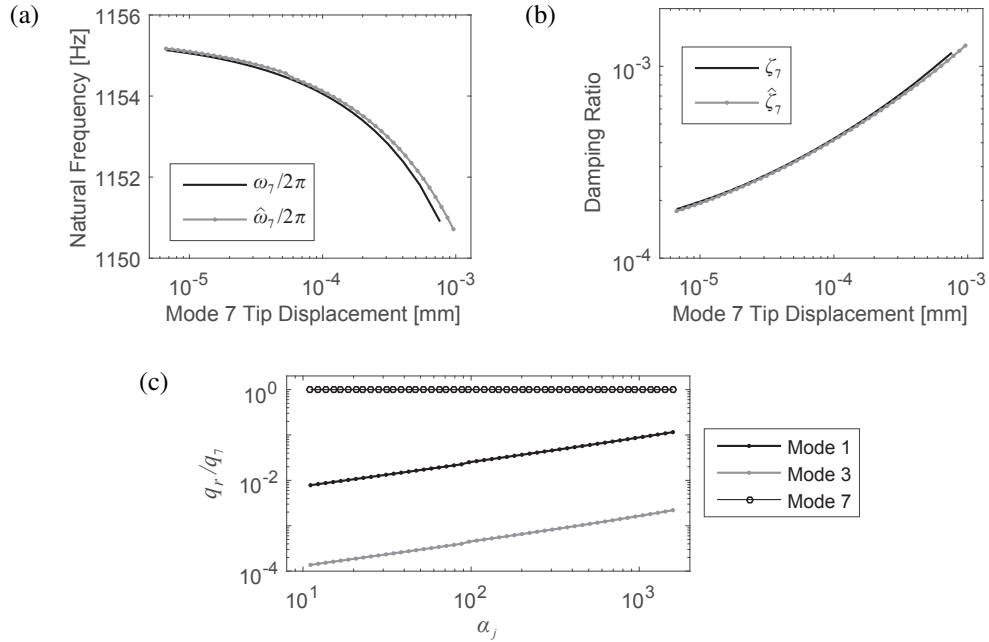 (a)
1156
1154
1152
1150
Natural Frequency [Hz]
ω₇/2π
ω̂₇/2π
10⁻⁵
10⁻⁴
10⁻³
Mode 7 Tip Displacement [mm]
(b)
10⁻³
10⁻⁴
Damping Ratio
ζ₇
ζ̂₇
10⁻⁵
10⁻⁴
10⁻³
Mode 7 Tip Displacement [mm]
(c)
10⁰
10⁻²
10⁻⁴
qᵣ/q₇
10¹
10²
10³
αⱼ
Mode 1
Mode 3
Mode 7